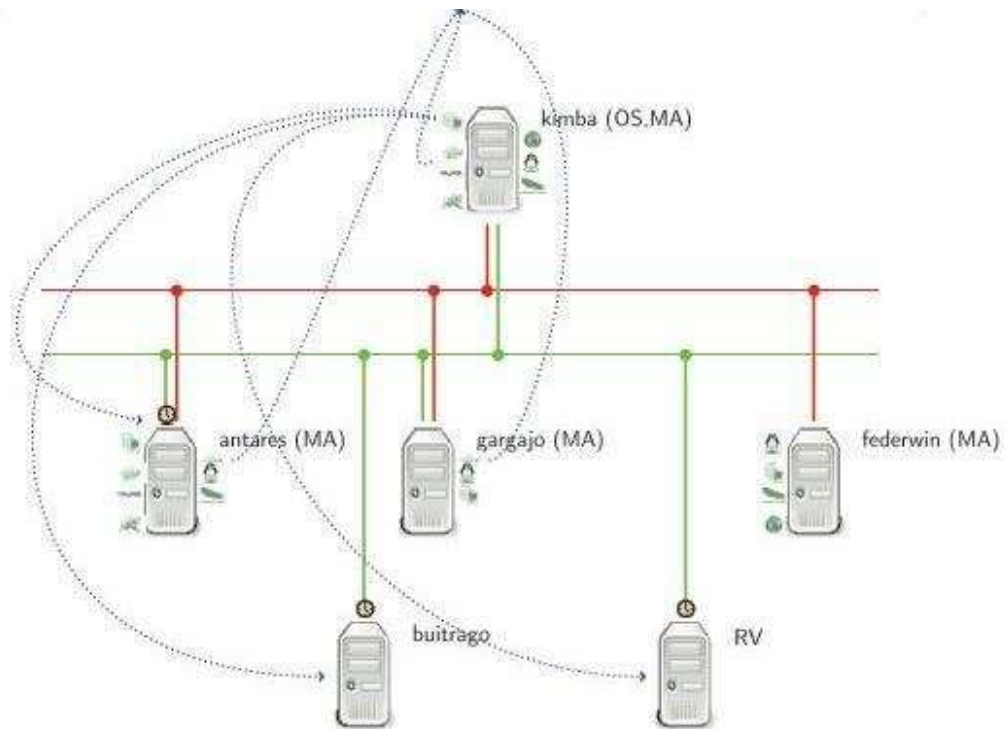 kimba (OS,MA)
antares (MA)
gargajo (MA)
federwin (MA)
buitrago
RV